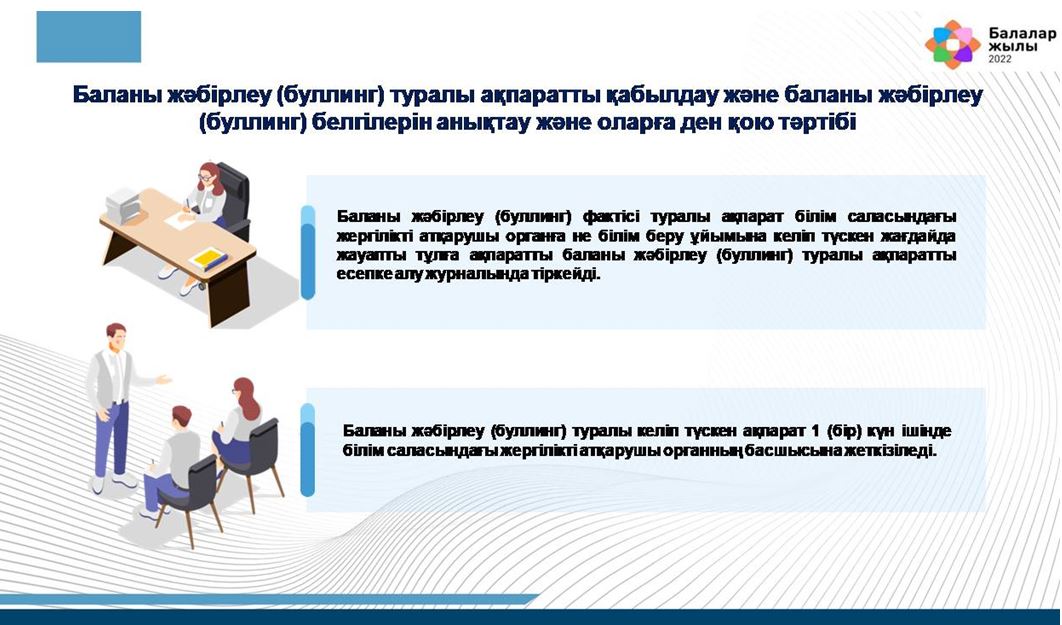 Балалар
жылы
2022
Баланы жәбірлеу (буллинг) туралы ақпаратты қабылдау және баланы жәбірлеу
(буллинг) белгілерін анықтау және оларға ден қою тәртібі
Баланы жәбірлеу (буллинг) фактісі туралы ақпарат білім саласындағы
жергілікті атқарушы органға не білім беру ұйымына келіп түскен жағдайда
жауапты тұлға ақпаратты баланы жәбірлеу (буллинг) туралы ақпаратты
есепке алу журналында тіркейді.
Баланы жәбірлеу (буллинг) туралы келіп түскен ақпарат 1 (бір) күн ішінде
білім саласындағы жергілікті атқарушы органның басшысына жеткізіледі.